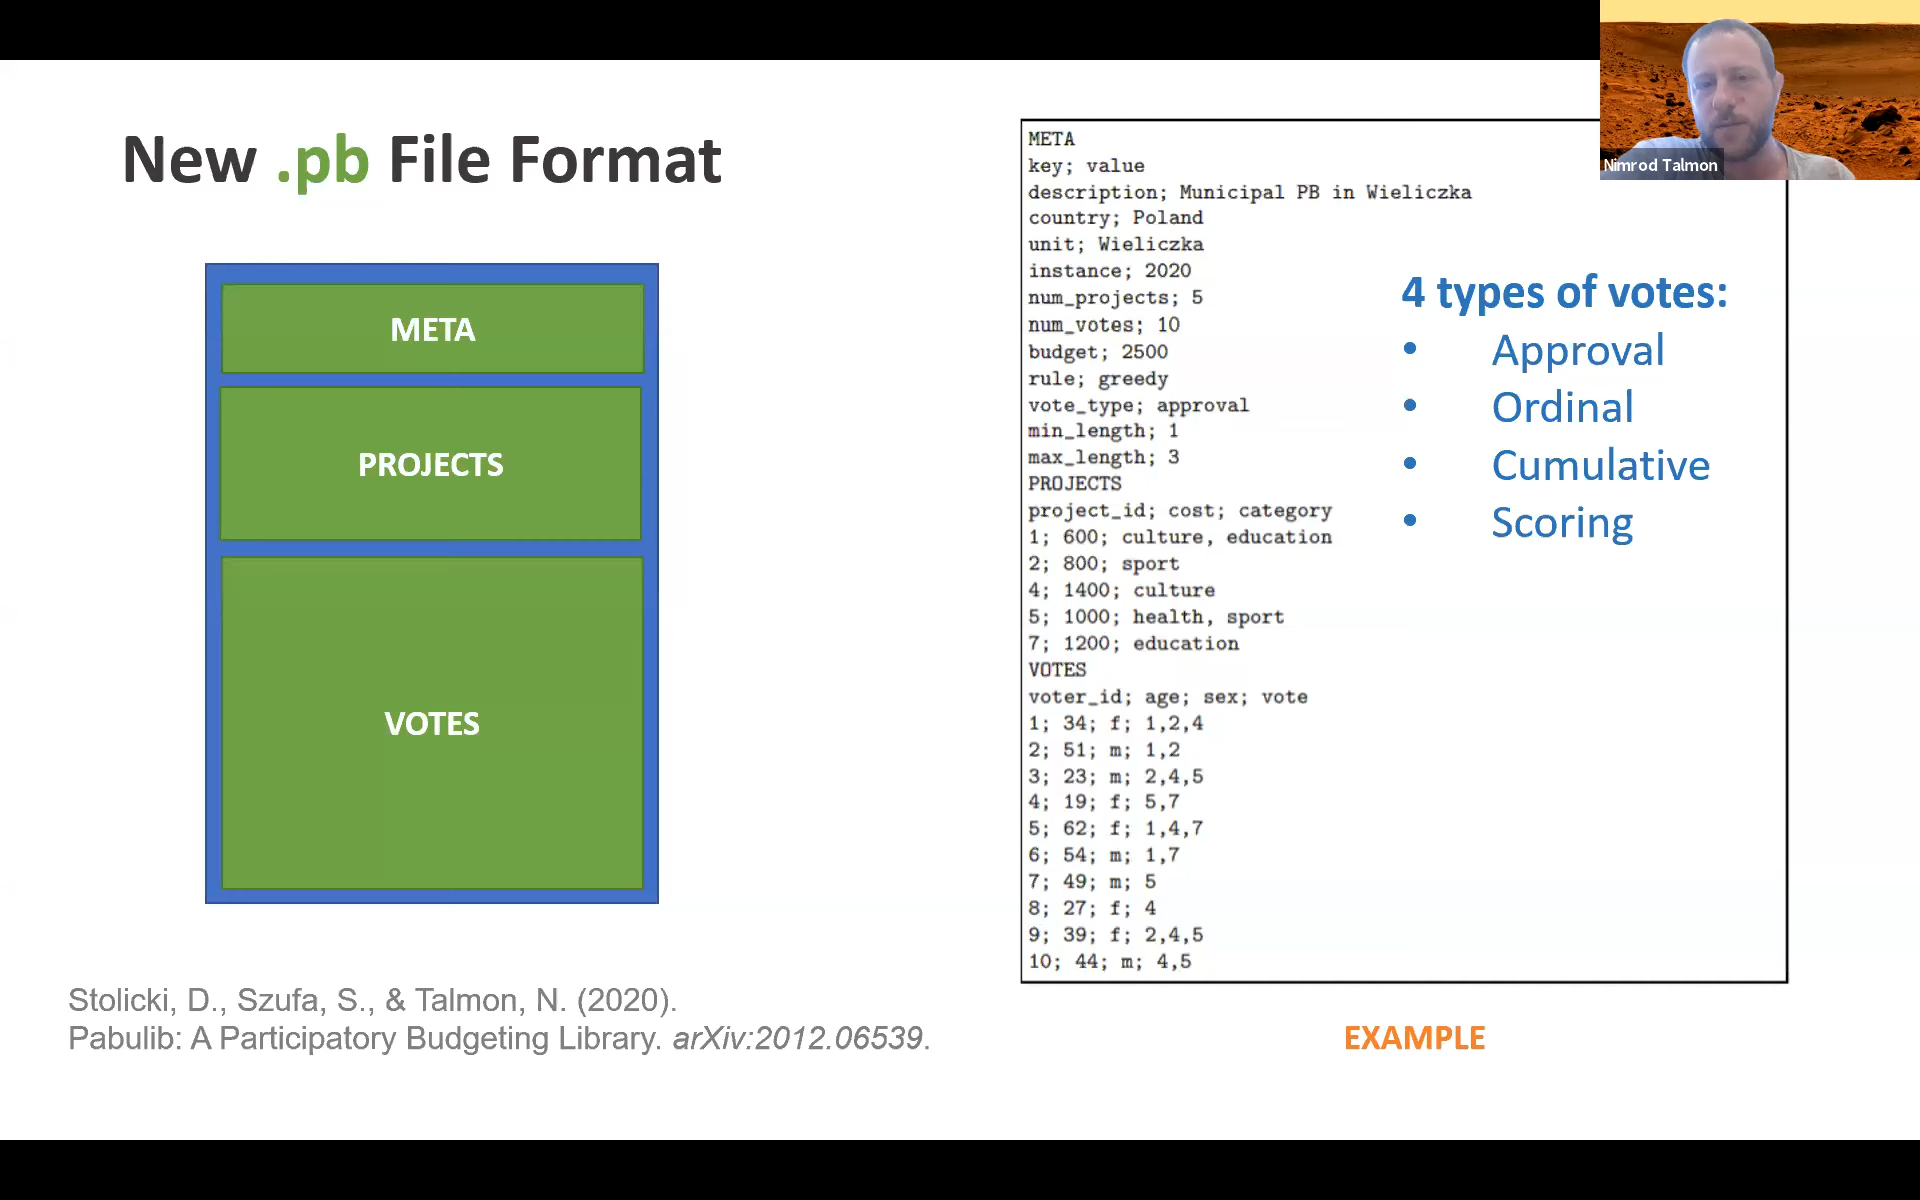 New .pb File Format
META
PROJECTS
VOTES
Stolicki, D., Szufa, S., & Talmon, N. (2020).
Pabulib: A Participatory Budgeting Library. arXiv:2012.06539.
META
key; value
description; Municipal PB in Wieliczka
country; Poland
unit; Wieliczka
instance; 2020
num_projects; 5
num_votes; 10
budget; 2500
rule; greedy
vote_type; approval
min_length; 1
max_length; 3
PROJECTS
project_id; cost; category
1; 600; culture, education
2; 800; sport
4; 1400; culture
5; 1000; health, sport
7; 1200; education
VOTES
voter_id; age; sex; vote
1; 34; f; 1,2,4
2; 51; m; 1,2
3; 23; m; 2,4,5
4; 19; f; 5,7
5; 62; f; 1,4,7
6; 54; m; 1,7
7; 49; m; 5
8; 27; f; 4
9; 39; f; 2,4,5
10; 44; m; 4,5
4 types of votes:
• Approval
• Ordinal
• Cumulative
• Scoring
EXAMPLE
Nimrod Talmon